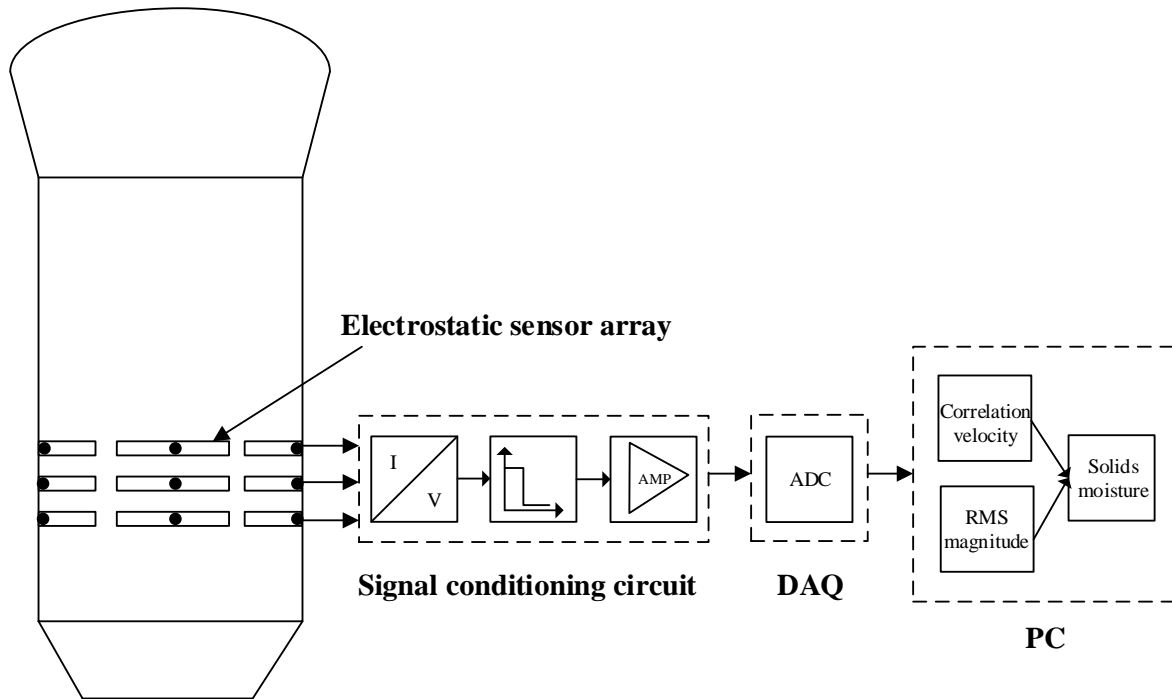 Electrostatic sensor array
I
V
AMP
Signal conditioning circuit
ADC
DAQ
Correlation
velocity
RMS
magnitude
Solids
moisture
PC